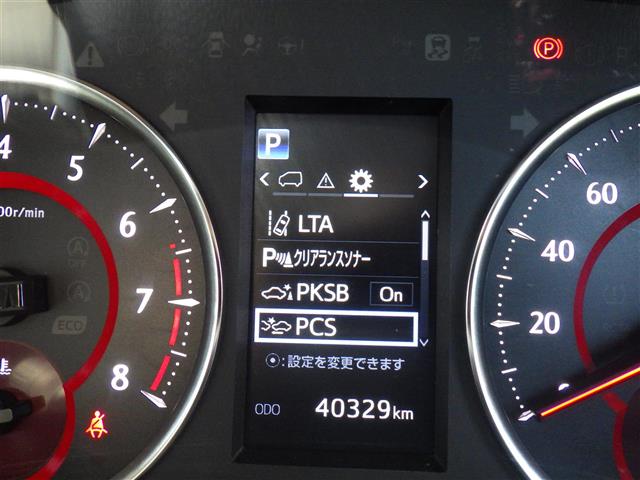 P
LTA
P クリアランスソナー
PKSB On
PCS
⦿:設定を変更できます
ODO 40329km
4
5
6
7
8
00r/min
ECO
60
40
20
(P)